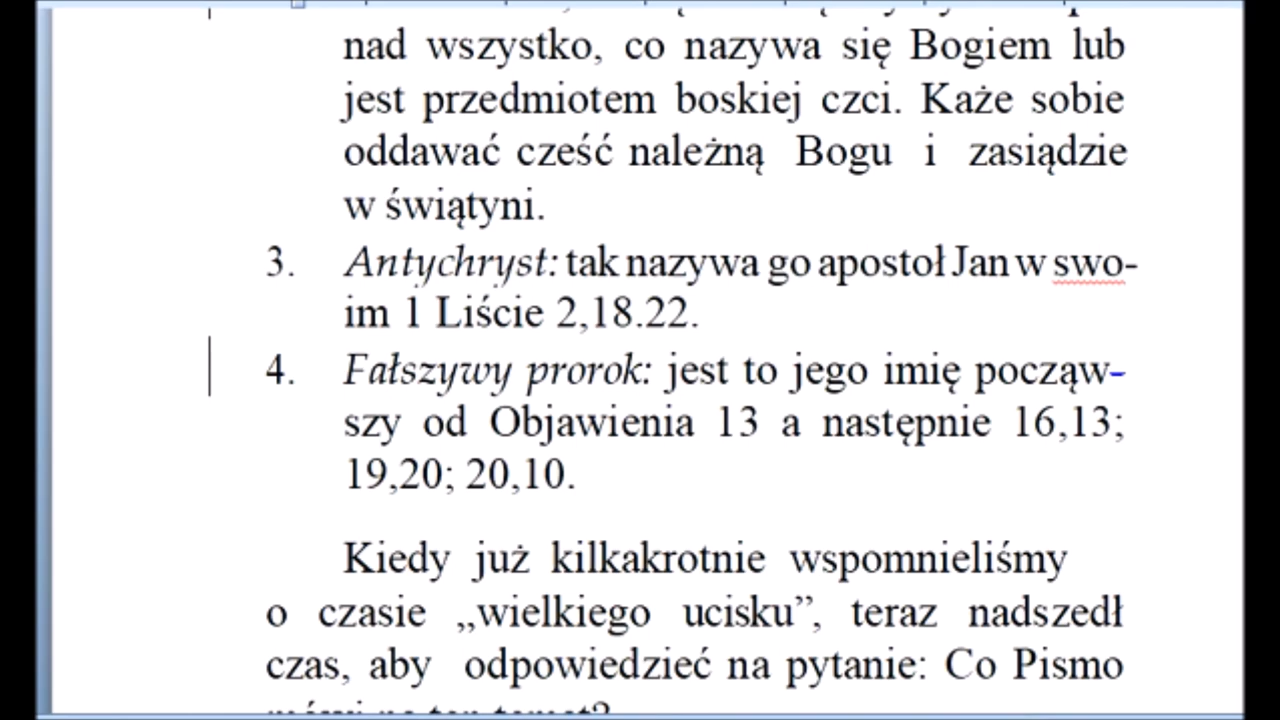 nad wszystko, co nazywa się Bogiem lub
jest przedmiotem boskiej czci. Każe sobie
oddawać cześć należną Bogu i zasiądzie
w świątyni.
3. Antychryst: tak nazywa go apostoł Jan w swo-
im 1 Liście 2,18.22.
4. Fałszywy prorok: jest to jego imię począw-
szy od Objawienia 13 a następnie 16,13;
19,20; 20,10.
Kiedy już kilkakrotnie wspomnieliśmy
o czasie „wielkiego ucisku”, teraz nadszedł
czas, aby odpowiedzieć na pytanie: Co Pismo